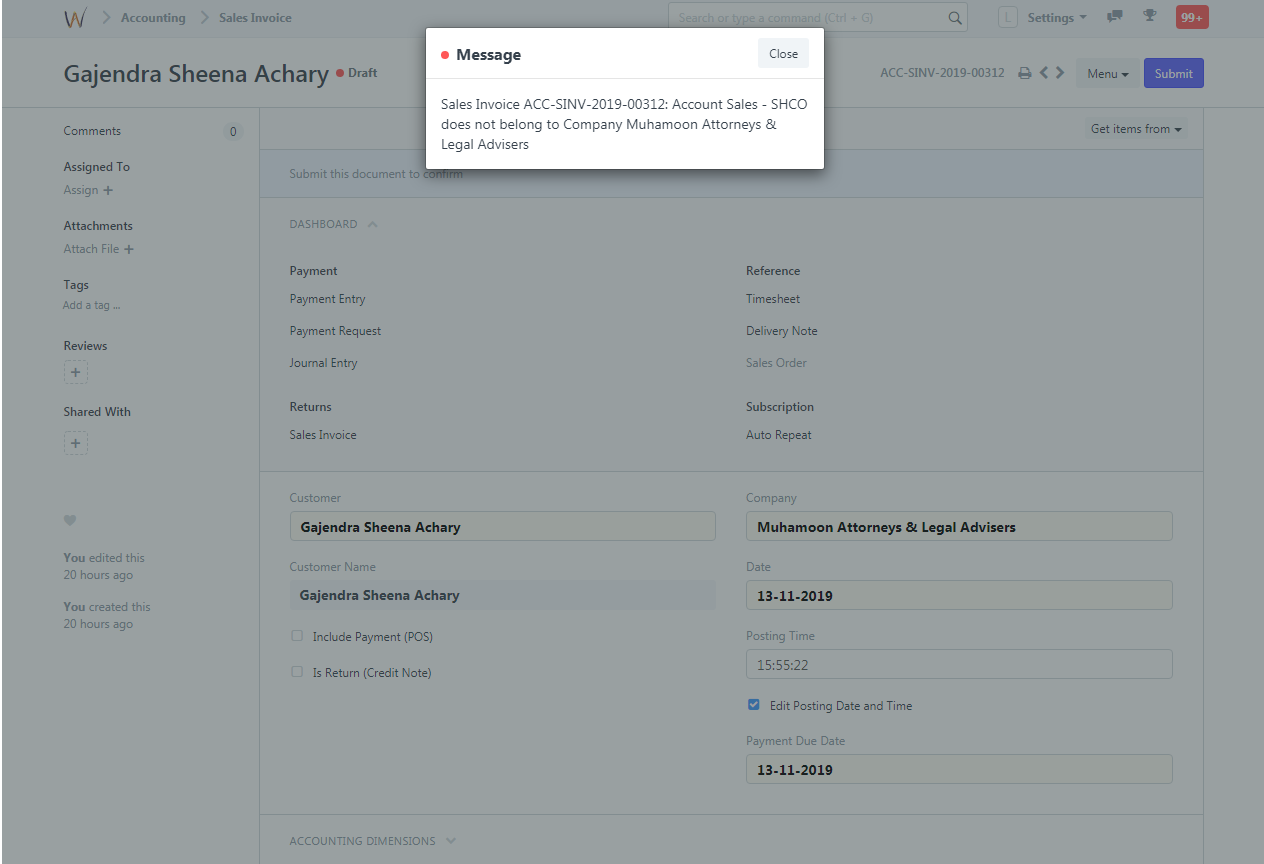 Accounting
Sales Invoice
Search or type a command (Ctrl + G)
L
Settings
99+
Gajendra Sheena Achary
Draft
ACC-SINV-2019-00312
Menu
Submit
Message
Close
Sales Invoice ACC-SINV-2019-00312: Account Sales - SHCO
does not belong to Company Muhamoon Attorneys &
Legal Advisers
Comments
0
Assigned To
Assign +
Attachments
Attach File +
Tags
Add a tag ...
Reviews
+
Shared With
+
You edited this
20 hours ago
You created this
20 hours ago
Get items from
Submit this document to confirm
DASHBOARD
Payment
Payment Entry
Payment Request
Journal Entry
Reference
Timesheet
Delivery Note
Sales Order
Returns
Sales Invoice
Subscription
Auto Repeat
Customer
Gajendra Sheena Achary
Customer Name
Gajendra Sheena Achary
Include Payment (POS)
Is Return (Credit Note)
Company
Muhamoon Attorneys & Legal Advisers
Date
13-11-2019
Posting Time
15:55:22
Edit Posting Date and Time
Payment Due Date
13-11-2019
ACCOUNTING DIMENSIONS